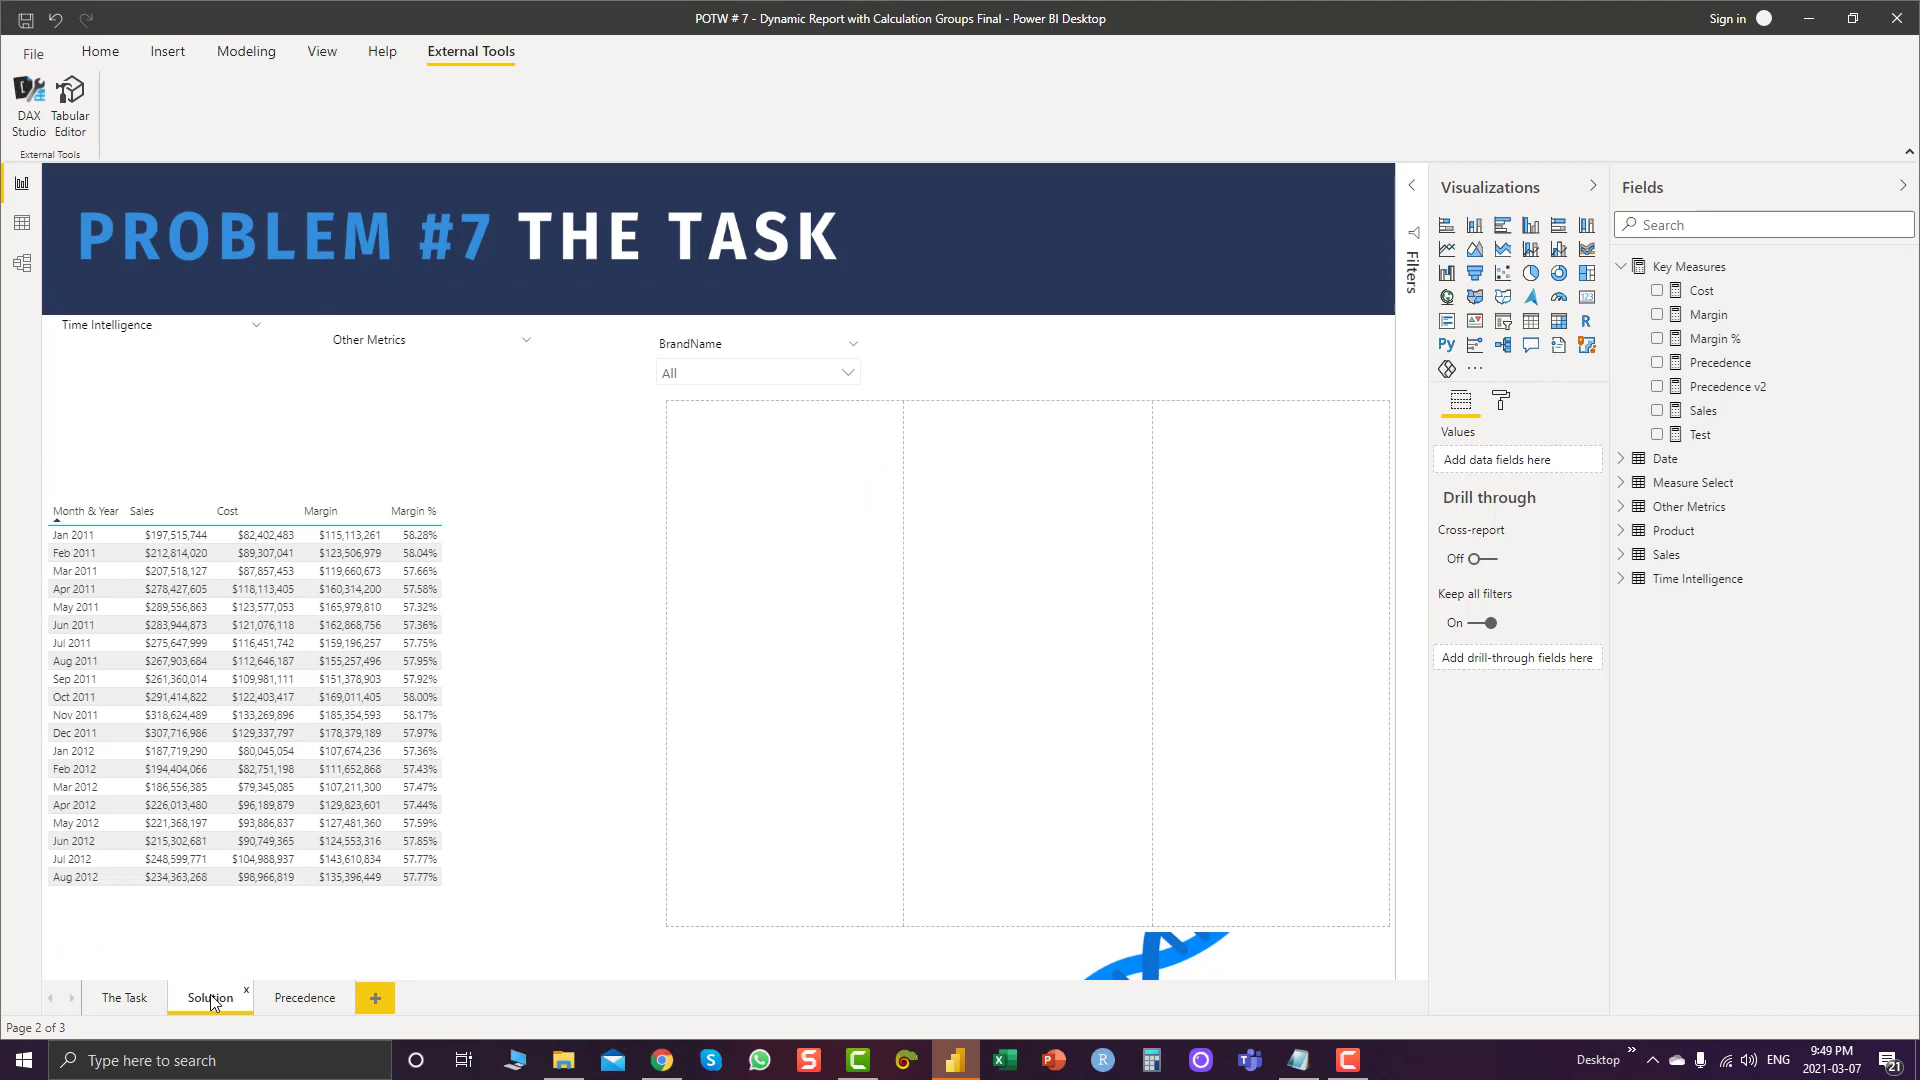 POTW # 7 - Dynamic Report with Calculation Groups Final - Power BI Desktop
Sign in
File
Home
Insert
Modeling
View
Help
External Tools
DAX Studio
Tabular Editor
External Tools
PROBLEM #7 THE TASK
Time Intelligence
Other Metrics
BrandName
All
Month & Year Sales Cost Margin Margin %
Jan 2011 $197,515,744 $82,402,483 $115,113,261 58.28%
Feb 2011 $212,814,020 $89,307,041 $123,506,979 58.04%
Mar 2011 $207,518,127 $87,857,453 $119,660,673 57.66%
Apr 2011 $278,427,605 $118,113,405 $160,314,200 57.58%
May 2011 $289,556,863 $123,577,053 $165,979,810 57.32%
Jun 2011 $283,944,873 $121,076,118 $162,868,756 57.36%
Jul 2011 $275,647,999 $116,451,742 $159,196,257 57.75%
Aug 2011 $267,903,684 $112,646,187 $155,257,496 57.95%
Sep 2011 $261,360,014 $109,981,111 $151,378,903 57.92%
Oct 2011 $291,414,822 $122,403,417 $169,011,405 58.00%
Nov 2011 $318,624,489 $133,269,896 $185,354,593 58.17%
Dec 2011 $307,716,986 $129,337,797 $178,379,189 57.97%
Jan 2012 $187,719,290 $80,045,054 $107,674,236 57.36%
Feb 2012 $194,404,066 $82,751,198 $111,652,868 57.43%
Mar 2012 $186,556,385 $79,345,085 $107,211,300 57.47%
Apr 2012 $226,013,480 $96,189,879 $129,823,601 57.44%
May 2012 $221,368,197 $93,886,837 $127,481,360 57.59%
Jun 2012 $215,302,681 $90,749,365 $124,553,316 57.85%
Jul 2012 $248,599,771 $104,988,937 $143,610,834 57.77%
Aug 2012 $234,363,268 $98,966,819 $135,396,449 57.77%
Filters
Visualizations
123
R
Py
Values
Add data fields here
Drill through
Cross-report
Off
Keep all filters
On
Add drill-through fields here
Fields
Search
Key Measures
Cost
Margin
Margin %
Precedence
Precedence v2
Sales
Test
Date
Measure Select
Other Metrics
Product
Sales
Time Intelligence
The Task
Solution
x
Precedence
+
Page 2 of 3
Type here to search
Desktop
ENG
9:49 PM
2021-03-07
21